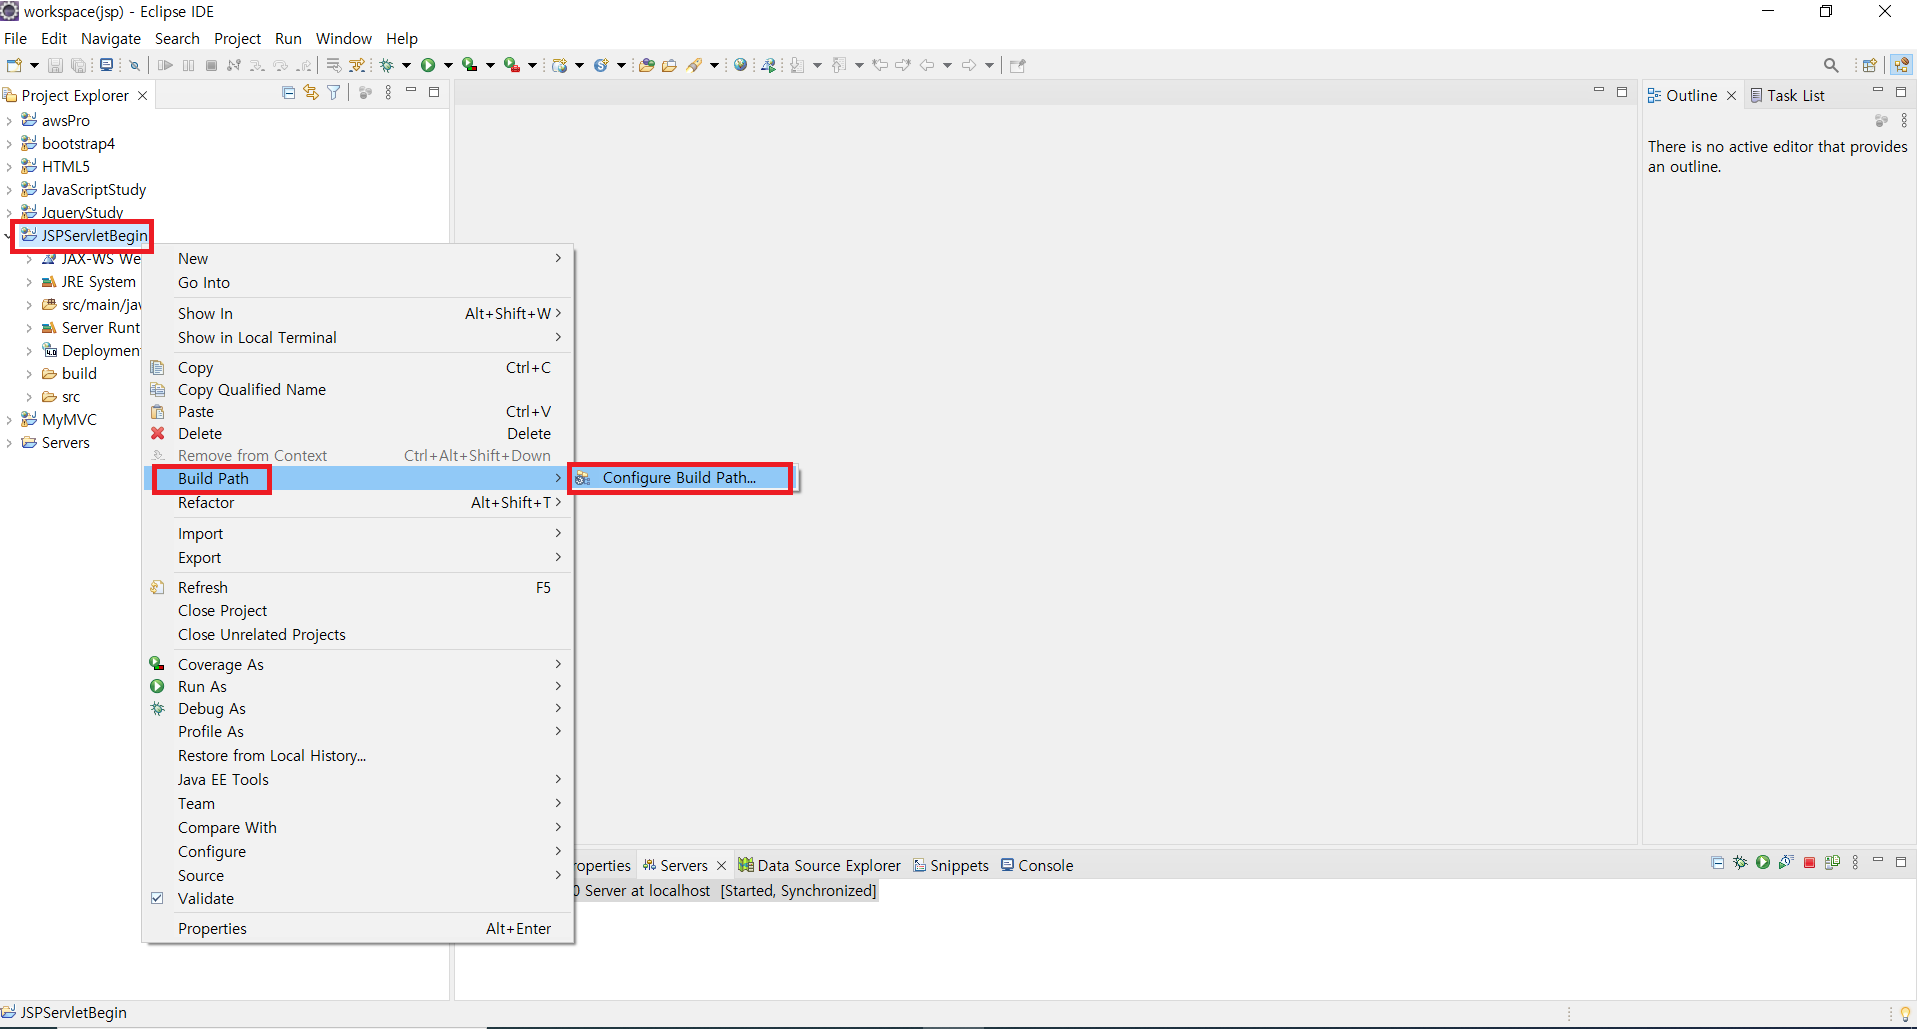 workspace(jsp) - Eclipse IDE
File Edit Navigate Search Project Run Window Help
Project Explorer
awsPro
bootstrap4
HTML5
JavaScriptStudy
JqueryStudy
JSPServletBegin
JAX-WS We
JRE System
src/main/jav
Server Runt
Deploymen
build
src
MyMVC
Servers
New
Go Into
Show In Alt+Shift+W
Show in Local Terminal
Copy Ctrl+C
Copy Qualified Name
Paste Ctrl+V
Delete Delete
Remove from Context Ctrl+Alt+Shift+Down
Build Path
Refactor Alt+Shift+T
Import
Export
Refresh F5
Close Project
Close Unrelated Projects
Coverage As
Run As
Debug As
Profile As
Restore from Local History...
Java EE Tools
Team
Compare With
Configure
Source
Validate
Properties Alt+Enter
Configure Build Path...
Outline Task List
There is no active editor that provides
an outline.
roperties Servers Data Source Explorer Snippets Console
0 Server at localhost [Started, Synchronized]
JSPServletBegin